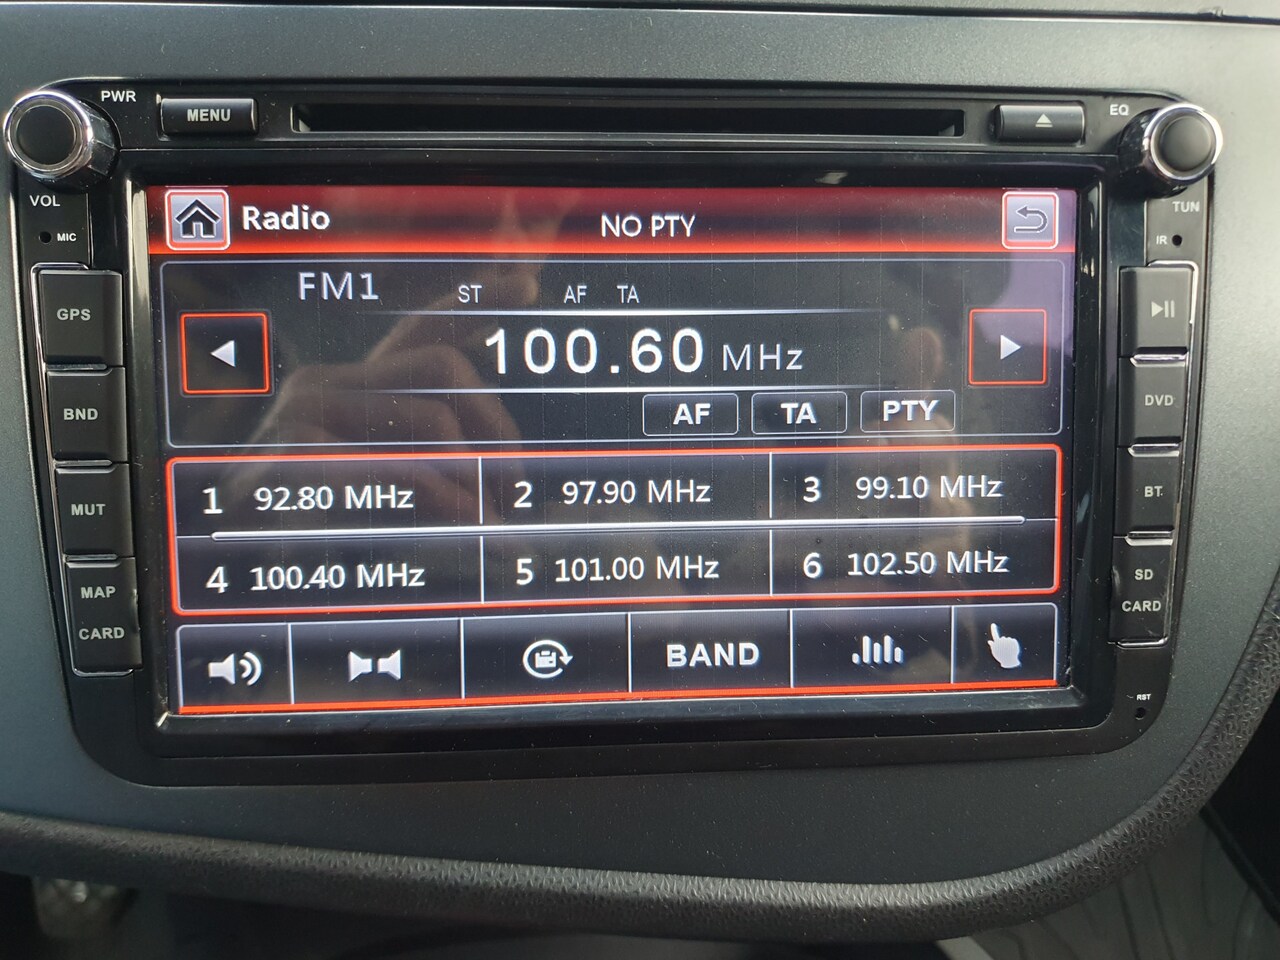 PWR
MENU
EQ
VOL
MIC
TUN
IR
Radio
NO PTY
FM1
ST AF TA
100.60 MHz
AF TA PTY
1 92.80 MHz 2 97.90 MHz 3 99.10 MHz
4 100.40 MHz 5 101.00 MHz 6 102.50 MHz
BAND
GPS
BND
MUT
MAP
CARD
DVD
BT
SD
CARD
RST